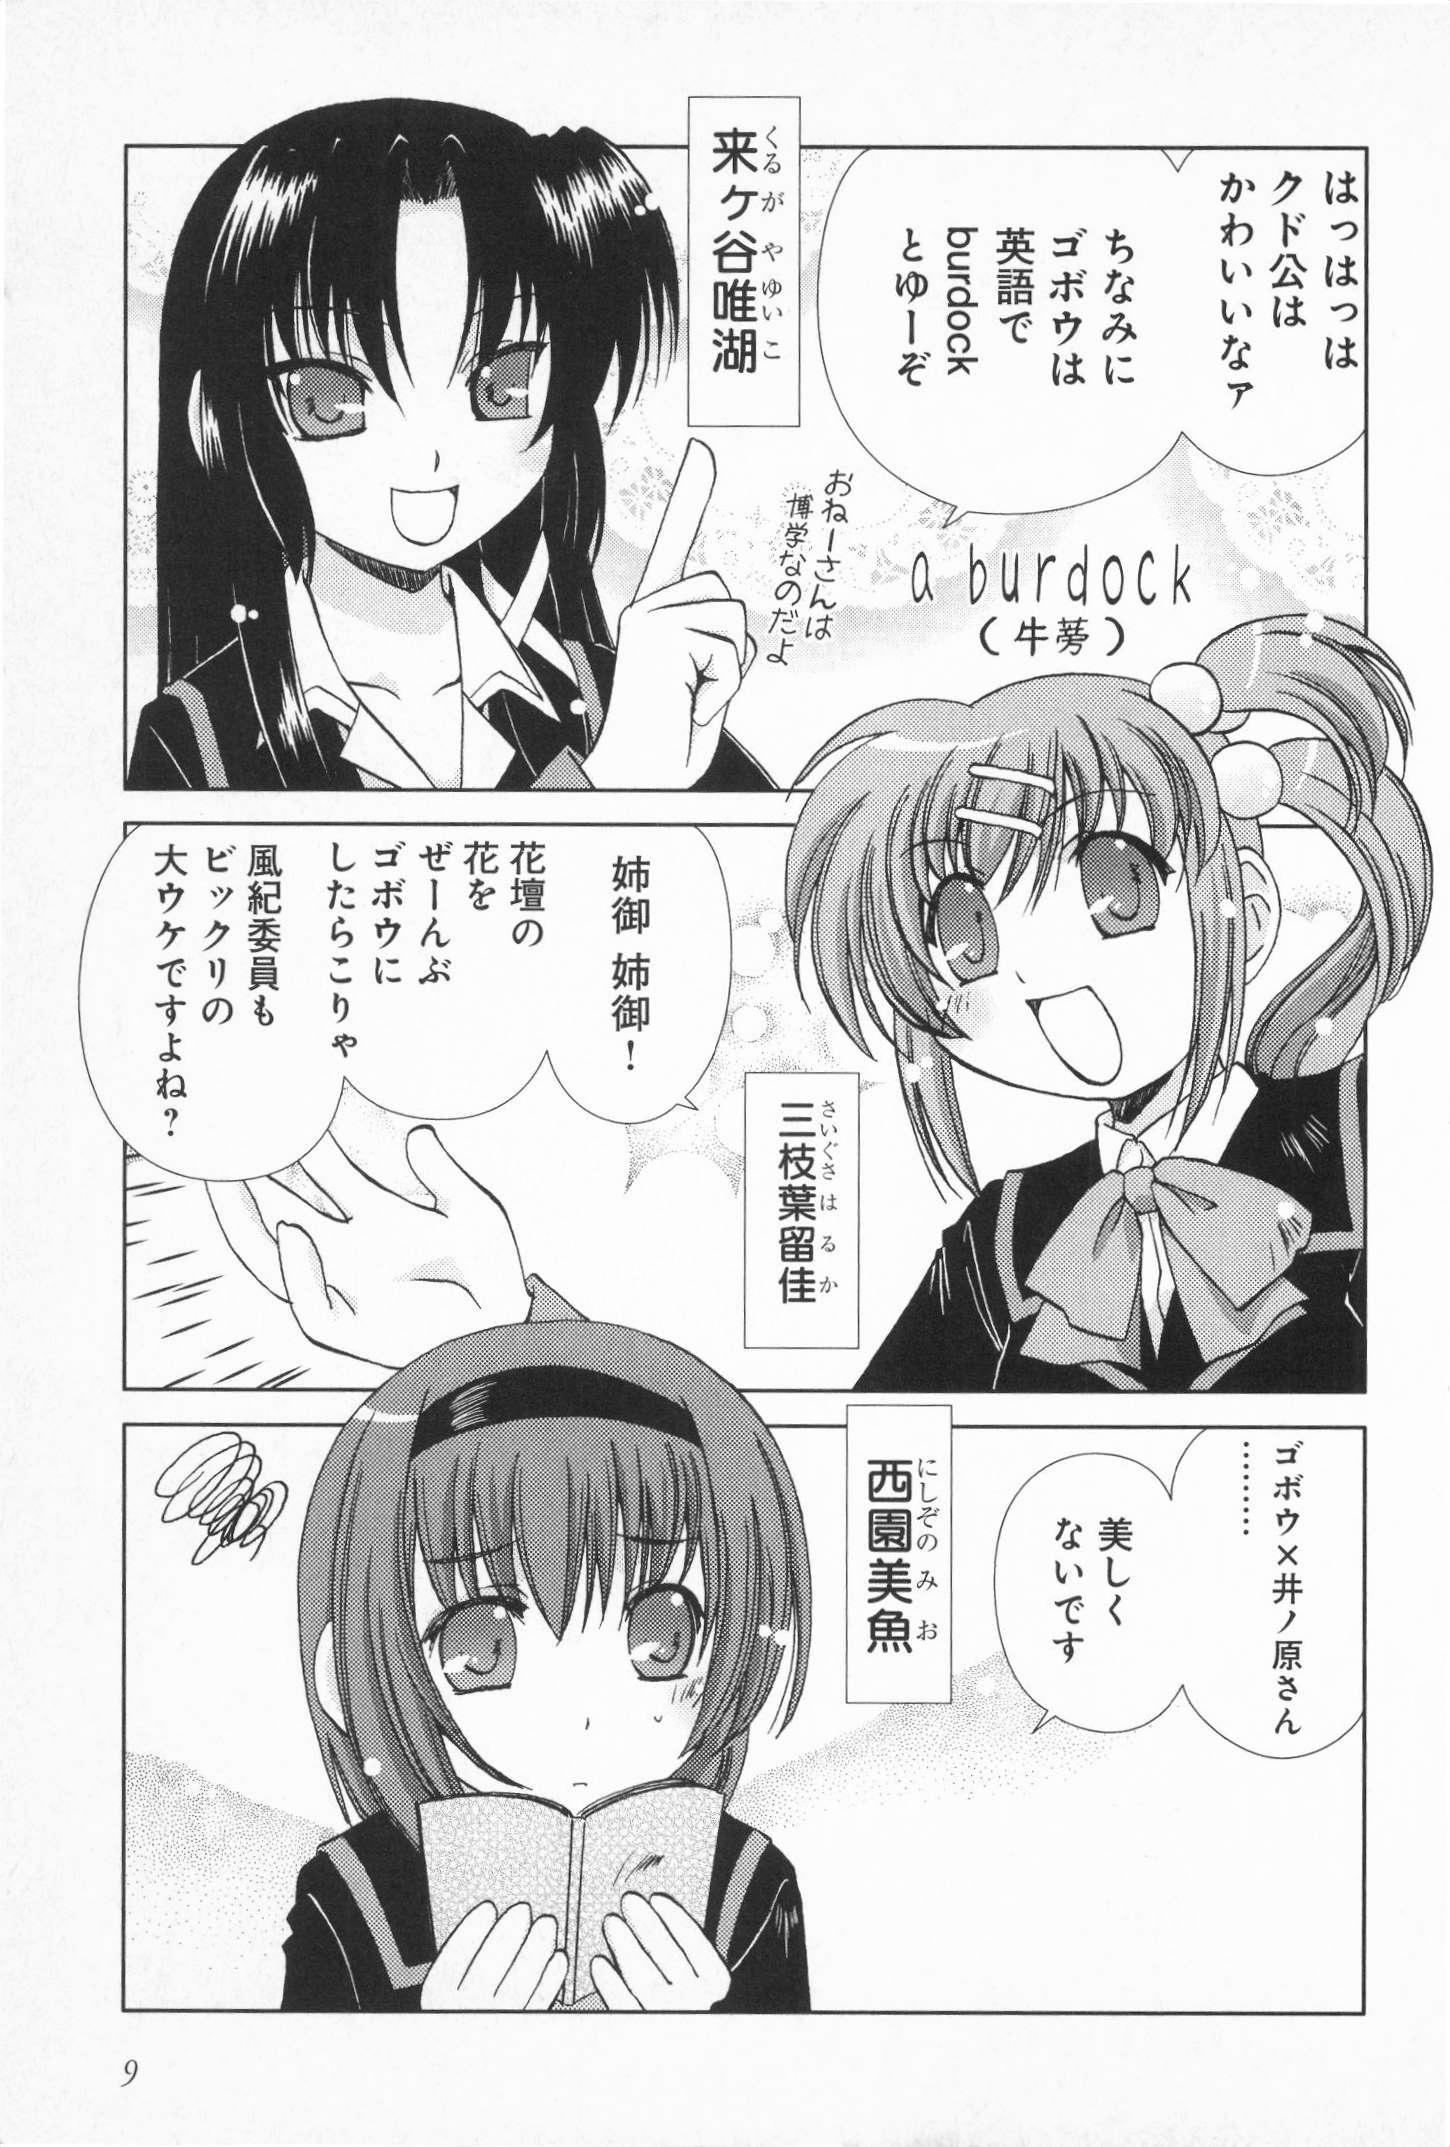 はっはっは
クド公は
かわいいなァ
ちなみに
ゴボウは
英語で
burdock
とゆーぞ
来ヶ谷唯湖
くるがやゆいこ
おねーさんは
博学なのだよ
a burdock
(牛蒡)
姉御 姉御!
花壇の
花を
ぜーんぶ
ゴボウに
したらこりゃ
風紀委員も
ビックリの
大ウケですよね?
三枝葉留佳
さいぐさはるか
ゴボウ×井ノ原さん
………
美しく
ないです
西園美魚
にしぞのみお
9